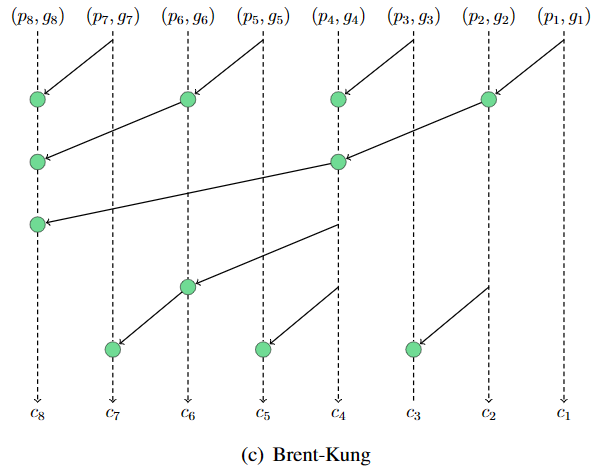 (p₈, g₈) (p₇, g₇) (p₆, g₆) (p₅, g₅) (p₄, g₄) (p₃, g₃) (p₂, g₂) (p₁, g₁)
c₈ c₇ c₆ c₅ c₄ c₃ c₂ c₁
(c) Brent-Kung